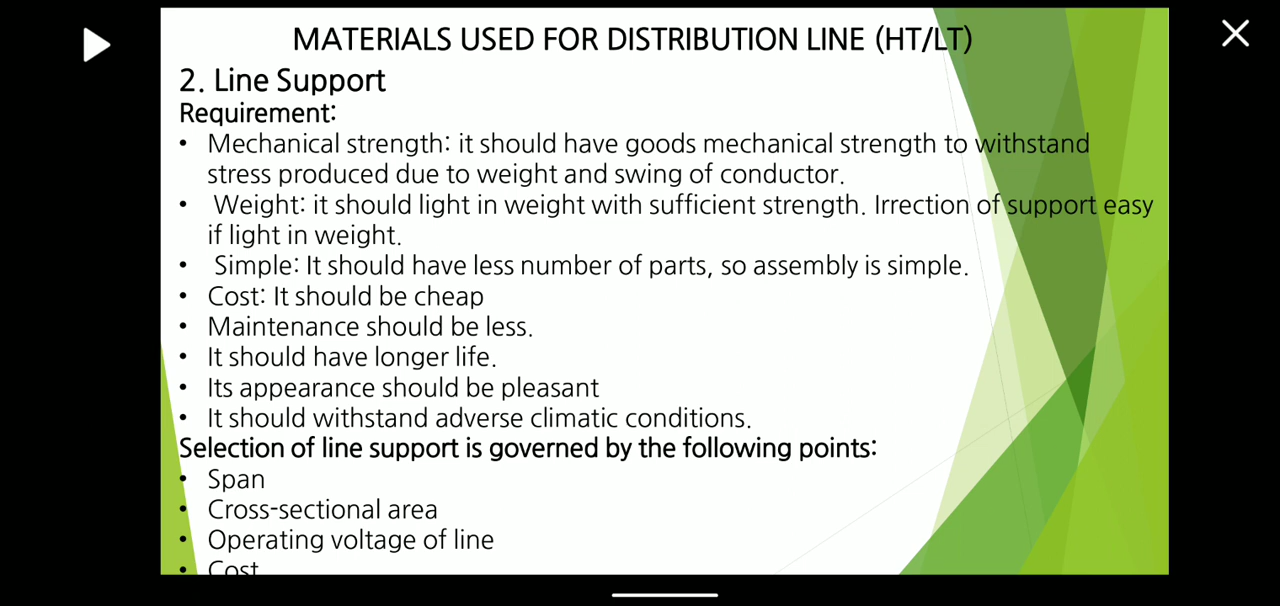 MATERIALS USED FOR DISTRIBUTION LINE (HT/LT)
2. Line Support
Requirement:
• Mechanical strength: it should have goods mechanical strength to withstand
stress produced due to weight and swing of conductor.
• Weight: it should light in weight with sufficient strength. Irrection of support easy
if light in weight.
• Simple: It should have less number of parts, so assembly is simple.
• Cost: It should be cheap
• Maintenance should be less.
• It should have longer life.
• Its appearance should be pleasant
• It should withstand adverse climatic conditions.
Selection of line support is governed by the following points:
• Span
• Cross-sectional area
• Operating voltage of line
• Cost